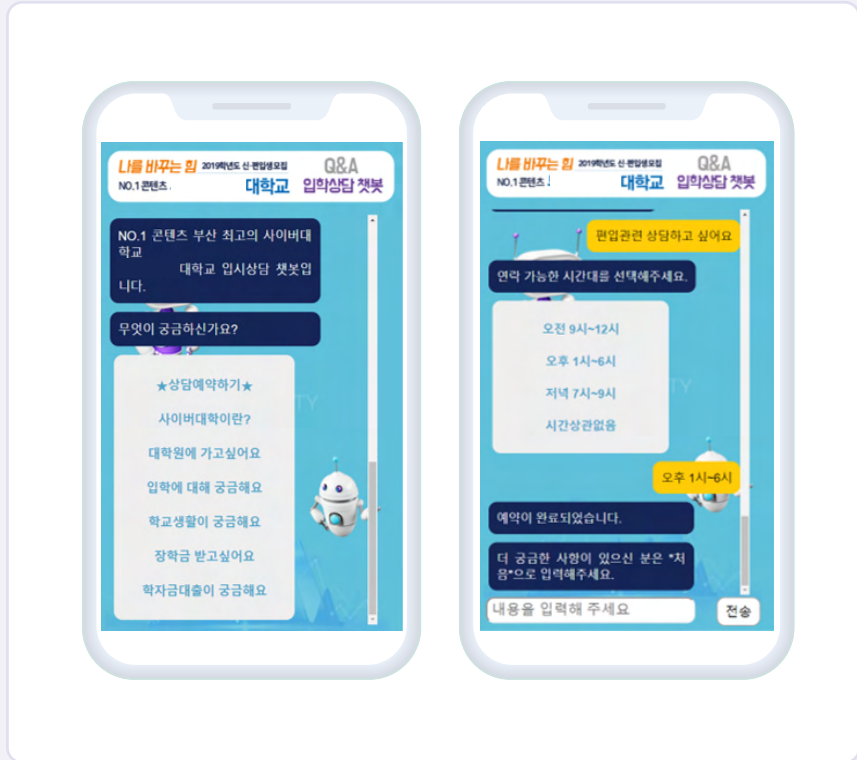 나를 바꾸는 힘 2019학년도 신·편입생모집 Q&A
NO.1 콘텐츠 대학교 입학상담 챗봇
NO.1 콘텐츠 부산 최고의 사이버대
학교
대학교 입시상담 챗봇입
니다.
무엇이 궁금하신가요?
★상담예약하기★
사이버대학이란?
대학원에 가고싶어요
입학에 대해 궁금해요
학교생활이 궁금해요
장학금 받고싶어요
학자금대출이 궁금해요
나를 바꾸는 힘 2019학년도 신·편입생모집 Q&A
NO.1 콘텐츠 대학교 입학상담 챗봇
편입관련 상담하고 싶어요
연락 가능한 시간대를 선택해주세요.
오전 9시~12시
오후 1시~6시
저녁 7시~9시
시간상관없음
오후 1시~6시
예약이 완료되었습니다.
더 궁금한 사항이 있으신 분은 "처
음"으로 입력해주세요.
내용을 입력해 주세요 전송